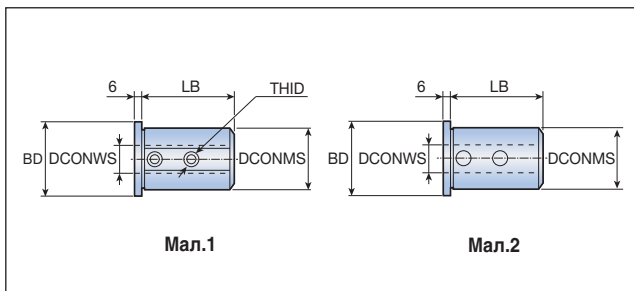 6 LB THID
BD DCONWS DCONMS
Мал.1
6 LB
BD DCONWS DCONMS
Мал.2